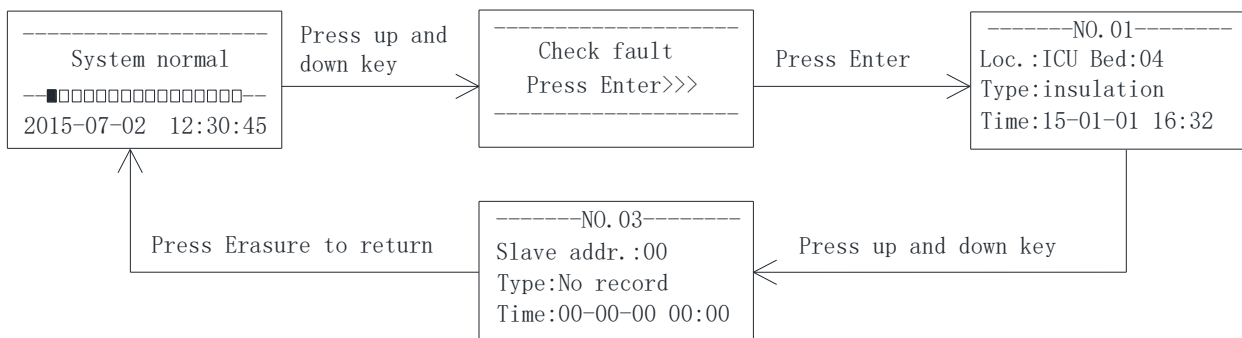 --------------------
System normal
--■□□□□□□□□□□□□□□□--
2015-07-02 12:30:45
Press up and
down key
--------------------
Check fault
Press Enter>>>
--------------------
Press Enter
-------NO.01--------
Loc.:ICU Bed:04
Type:insulation
Time:15-01-01 16:32
Press up and down key
-------NO.03--------
Slave addr.:00
Type:No record
Time:00-00-00 00:00
Press Erasure to return